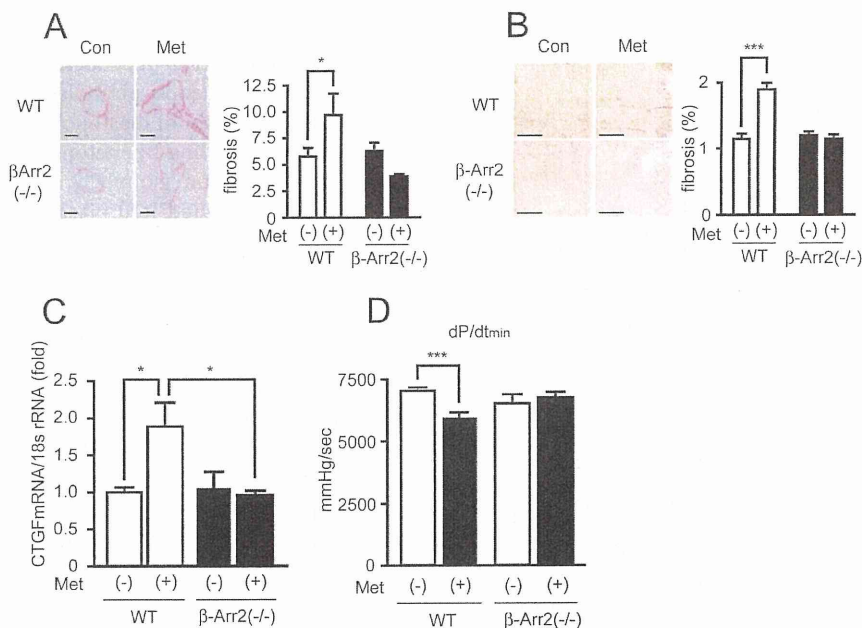 A
Con Met
WT
βArr2
(-/-)
fibrosis (%)
12.5
10.0
7.5
5.0
2.5
0
*
Met (-) (+) (-) (+)
WT β-Arr2(-/-)
B
Con Met
WT
β-Arr2
(-/-)
fibrosis (%)
2
1
0
***
Met (-) (+) (-) (+)
WT β-Arr2(-/-)
C
CTGFmRNA/18s rRNA (fold)
2.5
2.0
1.5
1.0
0.5
0
* *
Met (-) (+) (-) (+)
WT β-Arr2(-/-)
D
dP/dtmin
mmHg/sec
7500
5000
2500
0
***
Met (-) (+) (-) (+)
WT β-Arr2(-/-)